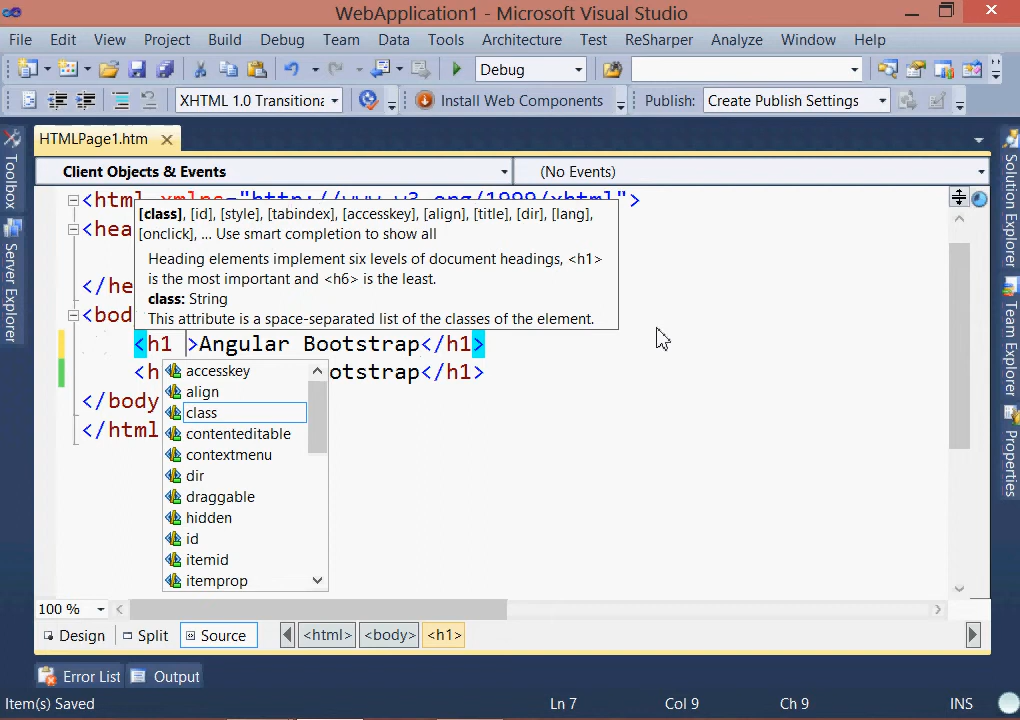 WebApplication1 - Microsoft Visual Studio
File Edit View Project Build Debug Team Data Tools Architecture Test ReSharper Analyze Window Help
Debug
XHTML 1.0 Transitiona Install Web Components Publish: Create Publish Settings
HTMLPage1.htm
Client Objects & Events (No Events)
Toolbox
Server Explorer
Solution Explorer
Team Explorer
Properties
<html xmlns="http://www.w3.org/1999/xhtml">
[class], [id], [style], [tabindex], [accesskey], [align], [title], [dir], [lang],
<hea [onclick], ... Use smart completion to show all
Heading elements implement six levels of document headings, <h1>
is the most important and <h6> is the least.
</he class: String
<bod This attribute is a space-separated list of the classes of the element.
<h1 >Angular Bootstrap</h1>
<h otstrap</h1>
</body
</html
accesskey
align
class
contenteditable
contextmenu
dir
draggable
hidden
id
itemid
itemprop
100 %
Design Split Source <html> <body> <h1>
Error List Output
Item(s) Saved Ln 7 Col 9 Ch 9 INS